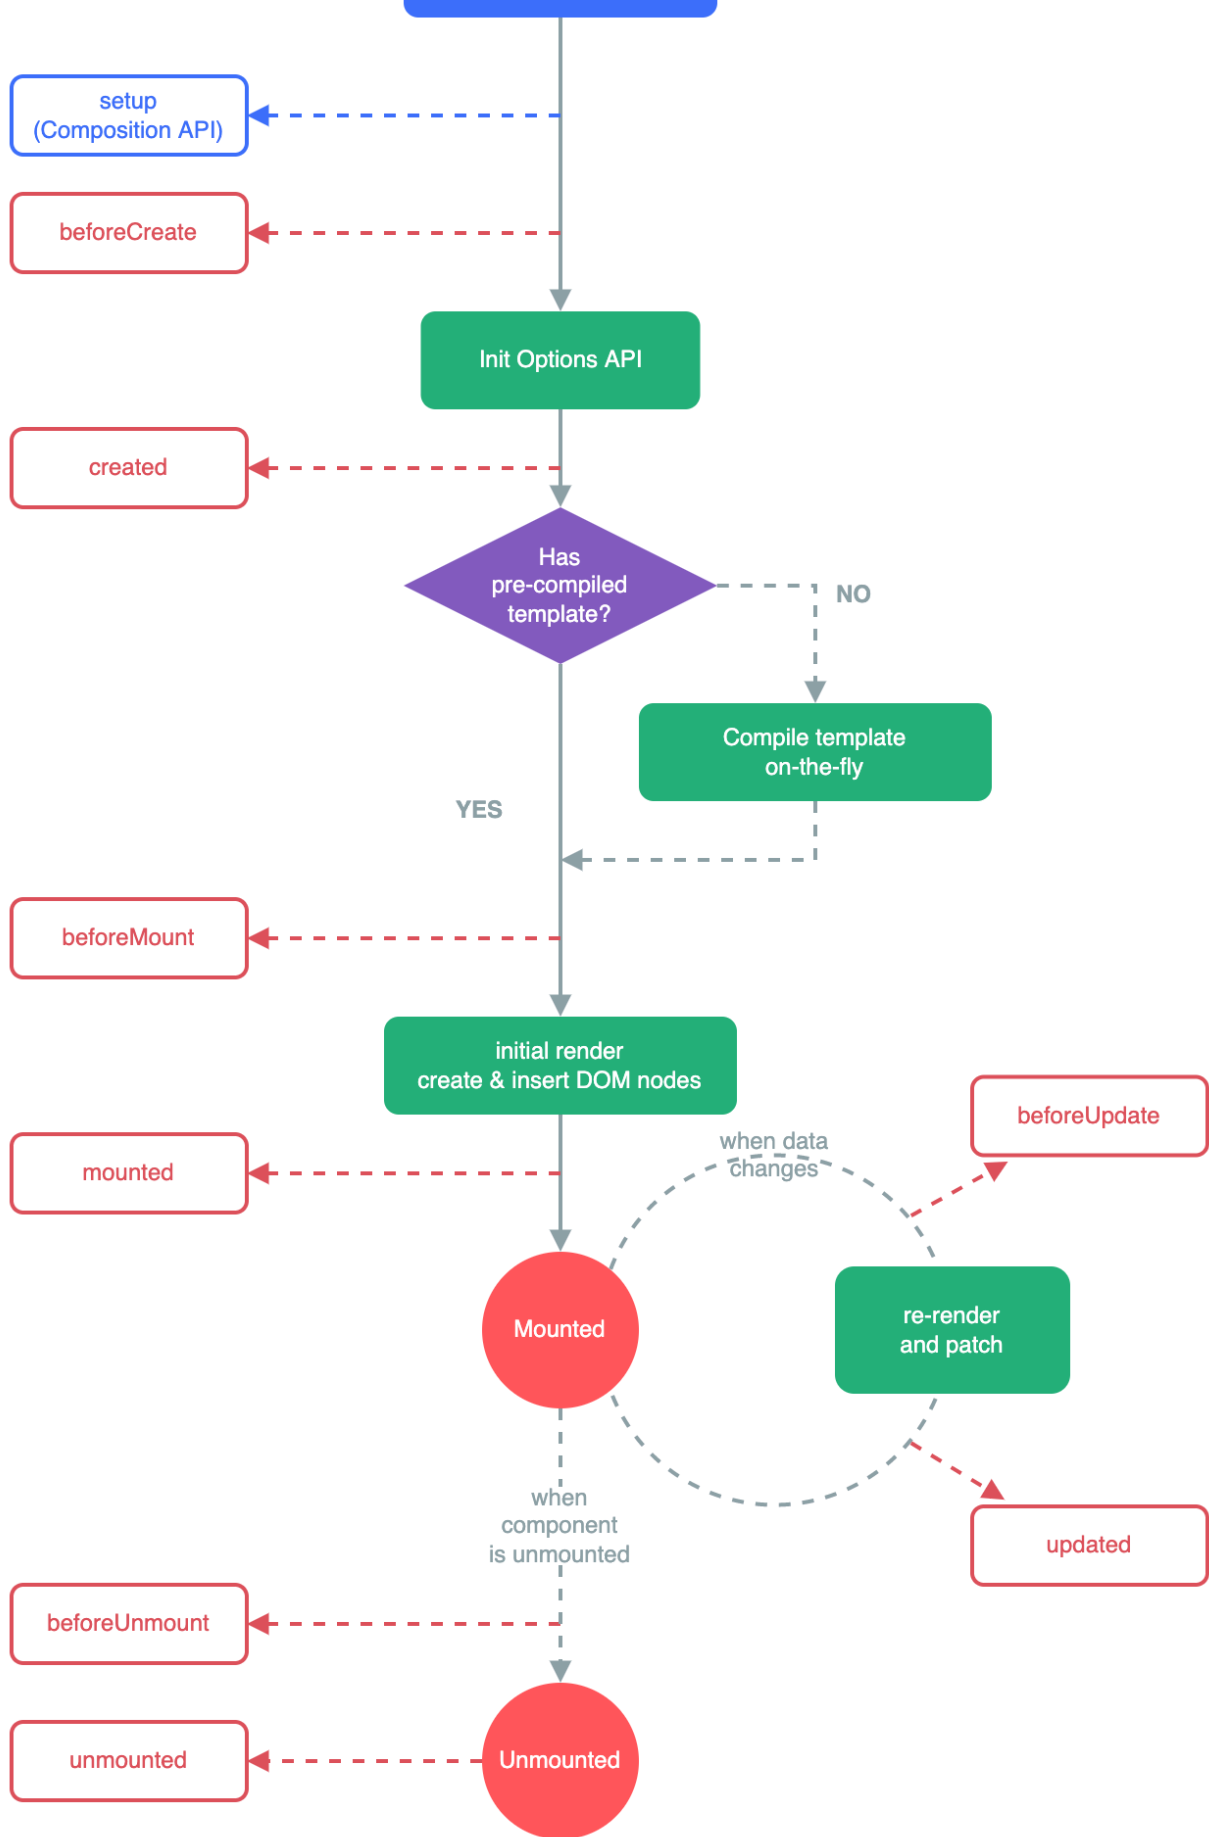 setup
(Composition API)
beforeCreate
Init Options API
created
Has
pre-compiled
template?
NO
Compile template
on-the-fly
YES
beforeMount
initial render
create & insert DOM nodes
beforeUpdate
when data
changes
mounted
Mounted
re-render
and patch
when
component
is unmounted
updated
beforeUnmount
unmounted
Unmounted